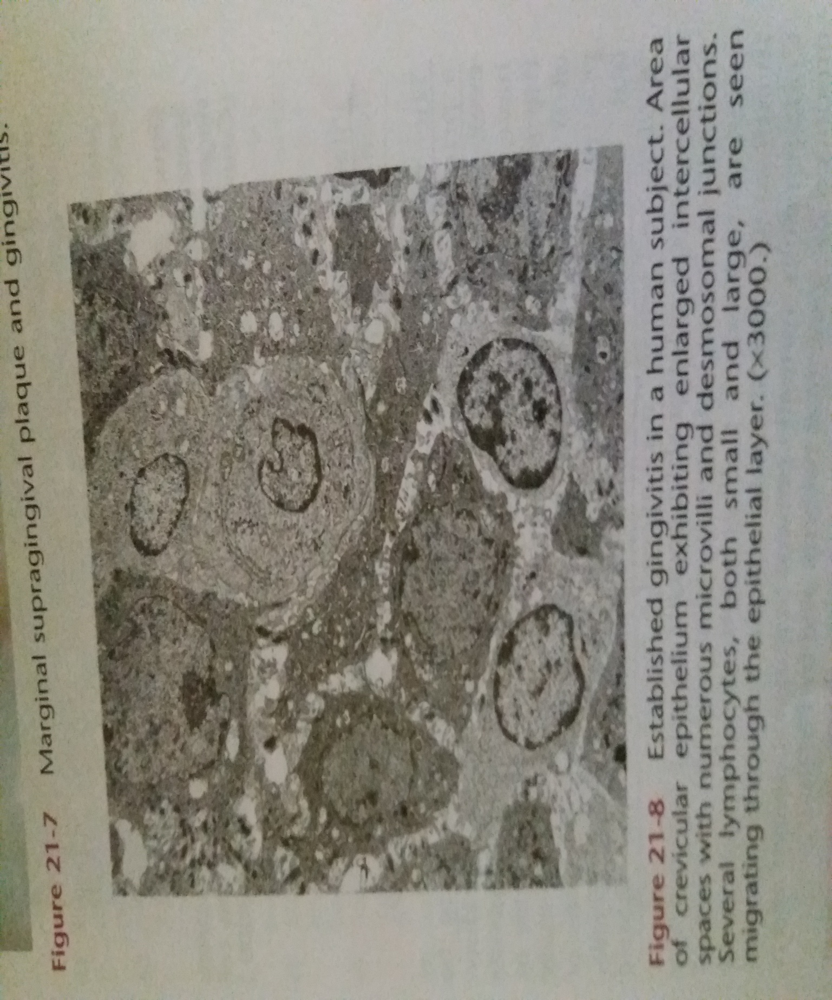 Figure 21-7 Marginal supragingival plaque and gingivitis.
Figure 21-8 Established gingivitis in a human subject. Area
of crevicular epithelium exhibiting enlarged intercellular
spaces with numerous microvilli and desmosomal junctions.
Several lymphocytes, both small and large, are seen
migrating through the epithelial layer. (×3000.)